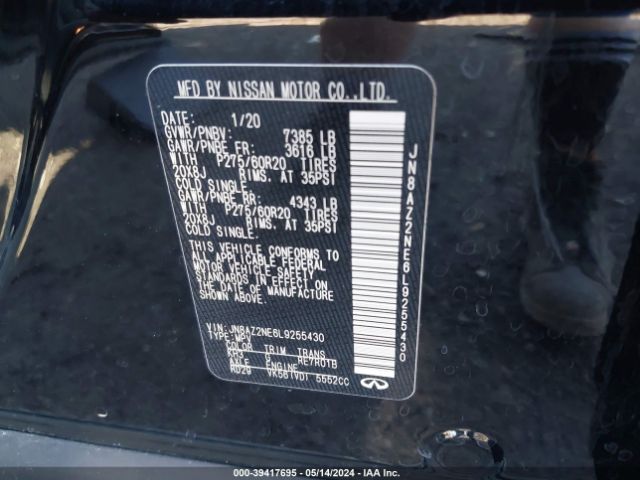 MFD BY NISSAN MOTOR CO.,LTD.
DATE: 1/20
GVWR/PNBV: 7385 LB
GAWR/PNBE FR: 3616 LB
WITH P275/60R20 TIRES
20X8J RIMS. AT 35PSI
COLD SINGLE
GAWR/PNBE RR: 4343 LB
WITH P275/60R20 TIRES
20X8J RIMS. AT 35PSI
COLD SINGLE
THIS VEHICLE CONFORMS TO
ALL APPLICABLE FEDERAL
MOTOR VEHICLE SAFETY
STANDARDS IN EFFECT ON
THE DATE OF MANUFACTURE
SHOWN ABOVE.
VIN: JN8AZ2NE6L9255430
TYPE: MPV
COLOR TRIM TRANS
KH3 G RE7R01B
AXLE ENGINE
RD29 VK56(VD) 5552CC
JN8AZ2NE6L9255430
000-39417695 - 05/14/2024 - IAA Inc.